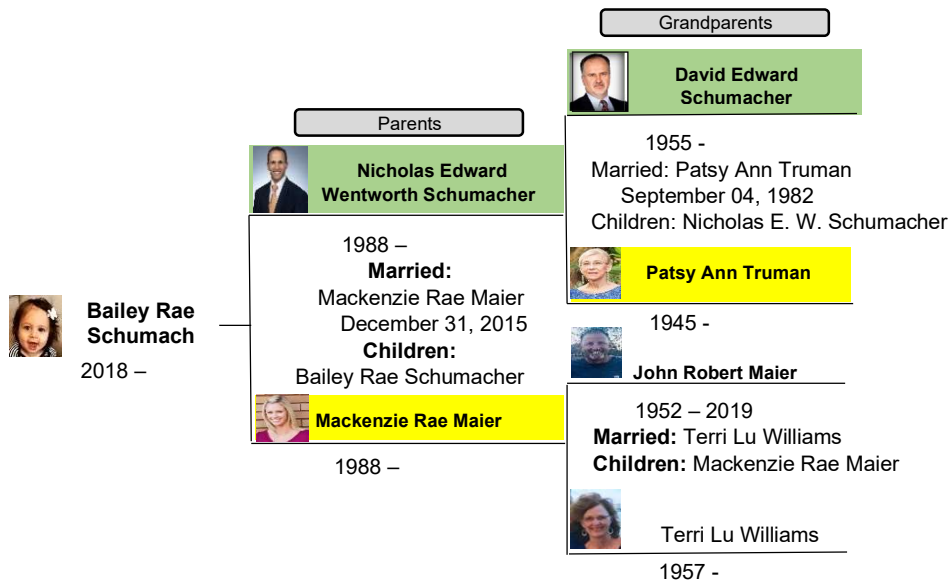 Grandparents
David Edward
Schumacher
1955 -
Married: Patsy Ann Truman
September 04, 1982
Children: Nicholas E. W. Schumacher
Patsy Ann Truman
1945 -
Parents
Nicholas Edward
Wentworth Schumacher
1988 –
Married:
Mackenzie Rae Maier
December 31, 2015
Children:
Bailey Rae Schumacher
Mackenzie Rae Maier
1988 –
Bailey Rae
Schumach
2018 –
John Robert Maier
1952 – 2019
Married: Terri Lu Williams
Children: Mackenzie Rae Maier
Terri Lu Williams
1957 -